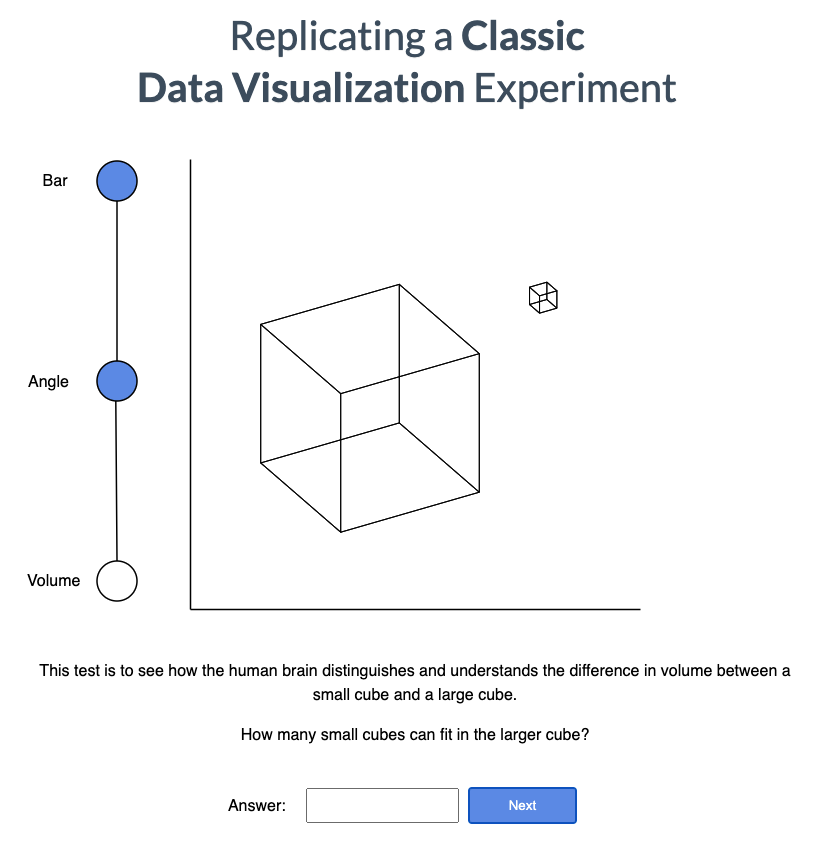 Replicating a Classic
Data Visualization Experiment
Bar
Angle
Volume
This test is to see how the human brain distinguishes and understands the difference in volume between a
small cube and a large cube.
How many small cubes can fit in the larger cube?
Answer:
Next